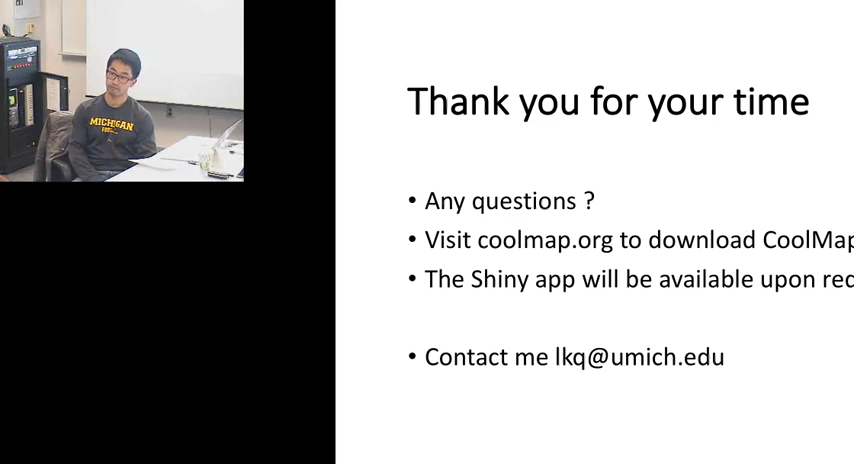 MICHIGAN
Thank you for your time
• Any questions ?
• Visit coolmap.org to download CoolMap
• The Shiny app will be available upon req
• Contact me lkq@umich.edu